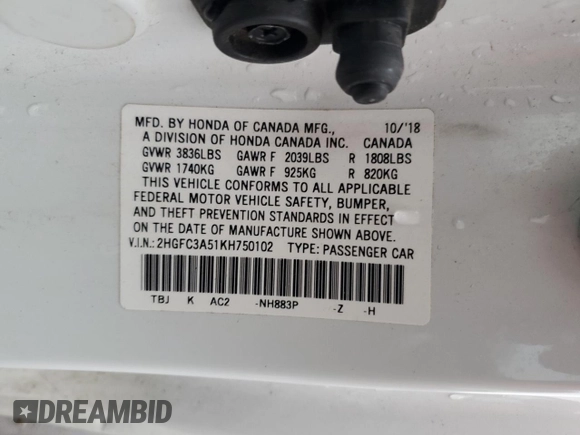 MFD. BY HONDA OF CANADA MFG., 10/'18
A DIVISION OF HONDA CANADA INC. CANADA
GVWR 3836LBS GAWR F 2039LBS R 1808LBS
GVWR 1740KG GAWR F 925KG R 820KG
THIS VEHICLE CONFORMS TO ALL APPLICABLE
FEDERAL MOTOR VEHICLE SAFETY, BUMPER,
AND THEFT PREVENTION STANDARDS IN EFFECT
ON THE DATE OF MANUFACTURE SHOWN ABOVE.
V.I.N.: 2HGFC3A51KH750102 TYPE: PASSENGER CAR
TBJ K AC2 -NH883P -Z -H
DREAMBID